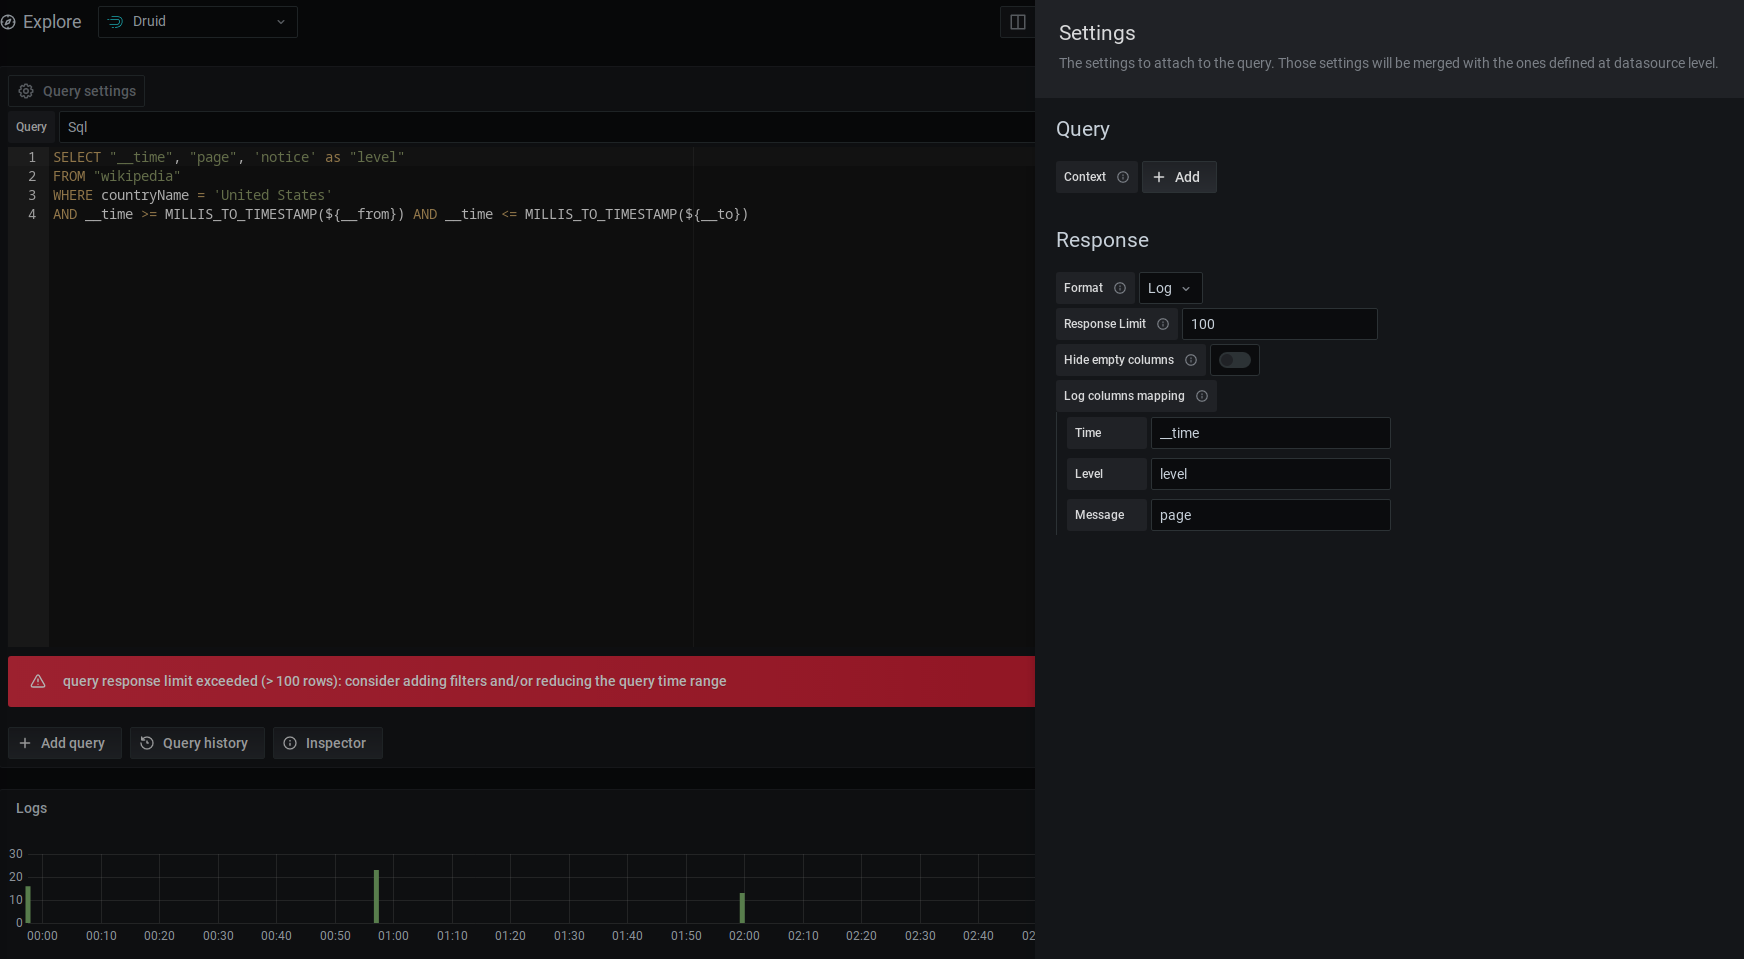 Explore
Druid
Query settings
Query
Sql
1 SELECT "__time", "page", 'notice' as "level"
2 FROM "wikipedia"
3 WHERE countryName = 'United States'
4 AND __time >= MILLIS_TO_TIMESTAMP(${__from}) AND __time <= MILLIS_TO_TIMESTAMP(${__to})
query response limit exceeded (> 100 rows): consider adding filters and/or reducing the query time range
Add query
Query history
Inspector
Logs
30
20
10
0
00:00 00:10 00:20 00:30 00:40 00:50 01:00 01:10 01:20 01:30 01:40 01:50 02:00 02:10 02:20 02:30 02:40 02
Settings
The settings to attach to the query. Those settings will be merged with the ones defined at datasource level.
Query
Context
Add
Response
Format
Log
Response Limit
100
Hide empty columns
Log columns mapping
Time
__time
Level
level
Message
page